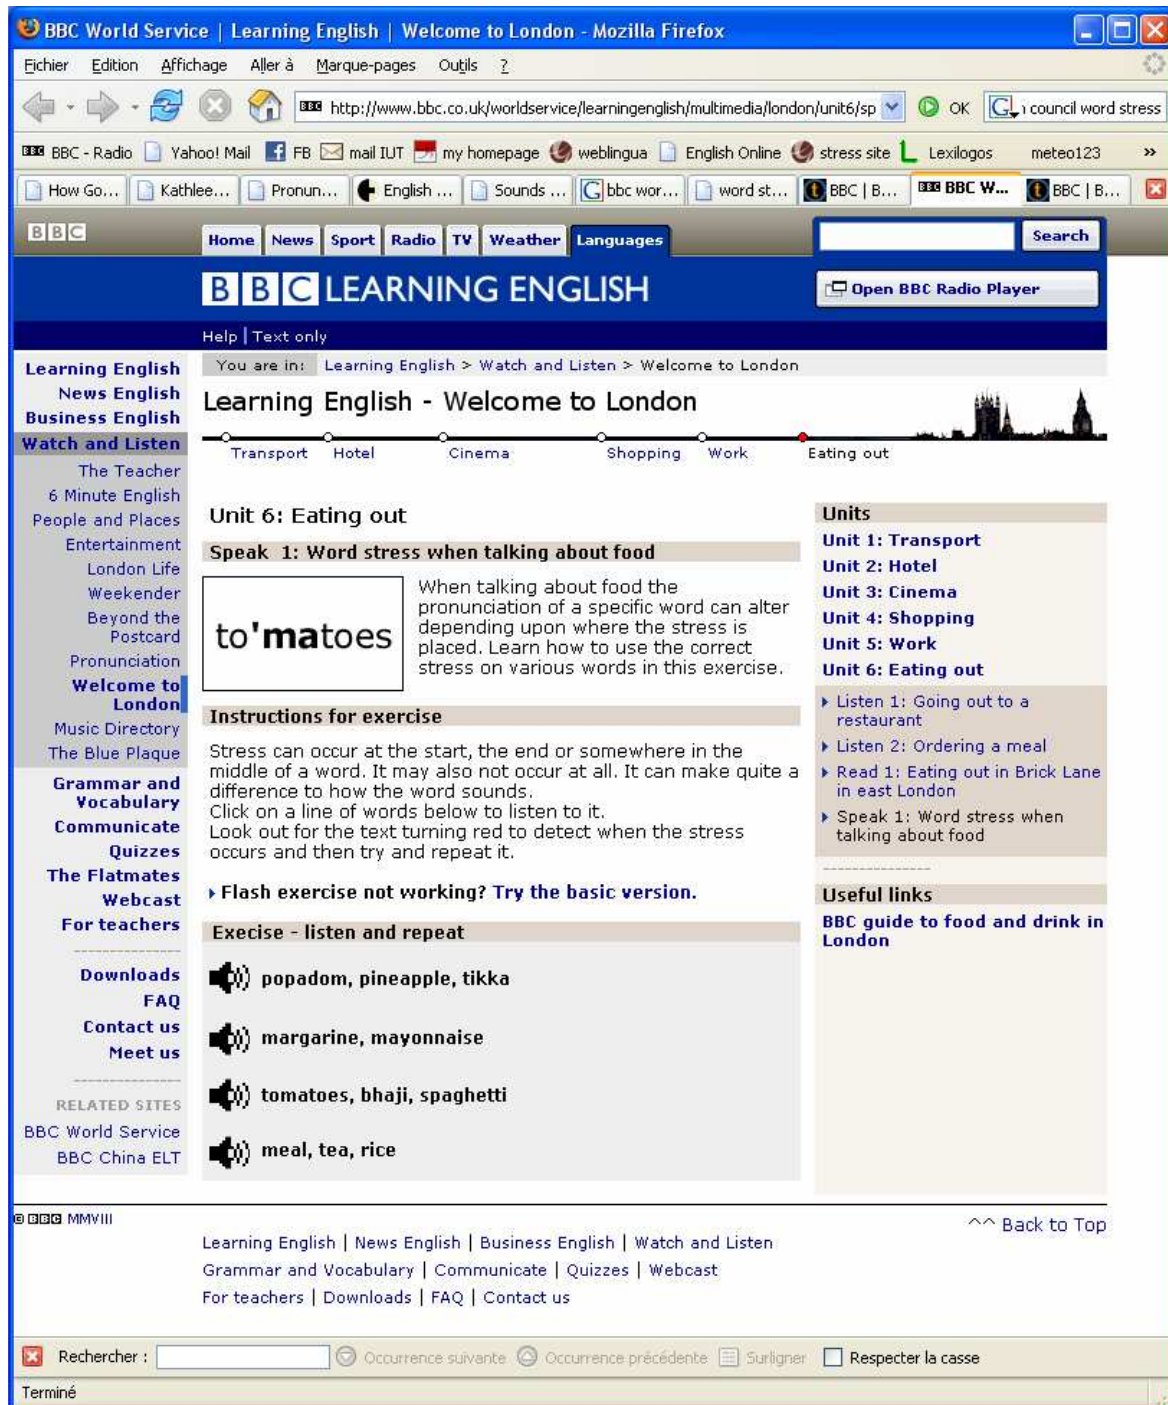 BBC World Service | Learning English | Welcome to London - Mozilla Firefox
Fichier Edition Affichage Aller à Marque-pages Outils ?
BBC http://www.bbc.co.uk/worldservice/learningenglish/multimedia/london/unit6/sp OK G council word stress
BBC BBC - Radio Yahoo! Mail FB mail IUT my homepage weblingua English Online stress site Lexilogos meteo123 »
How Go... Kathlee... Pronun... English ... Sounds ... bbc wor... word st... BBC | B... BBC W... BBC | B...
BBC Home News Sport Radio TV Weather Languages Search
BBC LEARNING ENGLISH Open BBC Radio Player
Help | Text only
You are in: Learning English > Watch and Listen > Welcome to London
Learning English
News English
Business English
Watch and Listen
The Teacher
6 Minute English
People and Places
Entertainment
London Life
Weekender
Beyond the
Postcard
Pronunciation
Welcome to
London
Music Directory
The Blue Plaque
Grammar and
Vocabulary
Communicate
Quizzes
The Flatmates
Webcast
For teachers
Downloads
FAQ
Contact us
Meet us
RELATED SITES
BBC World Service
BBC China ELT
Learning English - Welcome to London
Transport Hotel Cinema Shopping Work Eating out
Unit 6: Eating out
Speak 1: Word stress when talking about food
to'matoes
When talking about food the
pronunciation of a specific word can alter
depending upon where the stress is
placed. Learn how to use the correct
stress on various words in this exercise.
Instructions for exercise
Stress can occur at the start, the end or somewhere in the
middle of a word. It may also not occur at all. It can make quite a
difference to how the word sounds.
Click on a line of words below to listen to it.
Look out for the text turning red to detect when the stress
occurs and then try and repeat it.
Flash exercise not working? Try the basic version.
Execise - listen and repeat
popadom, pineapple, tikka
margarine, mayonnaise
tomatoes, bhaji, spaghetti
meal, tea, rice
Units
Unit 1: Transport
Unit 2: Hotel
Unit 3: Cinema
Unit 4: Shopping
Unit 5: Work
Unit 6: Eating out
Listen 1: Going out to a
restaurant
Listen 2: Ordering a meal
Read 1: Eating out in Brick Lane
in east London
Speak 1: Word stress when
talking about food
Useful links
BBC guide to food and drink in
London
© BBC MMVIII
^^ Back to Top
Learning English | News English | Business English | Watch and Listen
Grammar and Vocabulary | Communicate | Quizzes | Webcast
For teachers | Downloads | FAQ | Contact us
Rechercher : Occurrence suivante Occurrence précédente Surligner Respecter la casse
Terminé